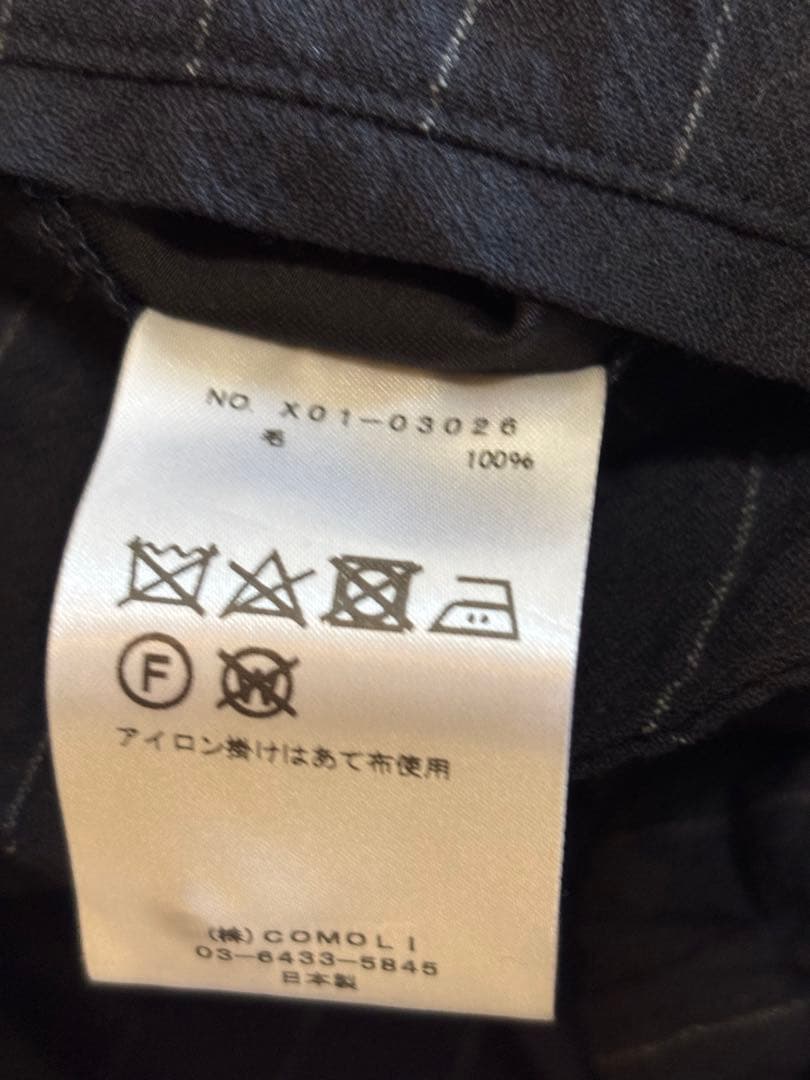 NO. X01-03026
毛 100%
F
W
アイロン掛けはあて布使用
(株)COMOLI
03-6433-5845
日本製